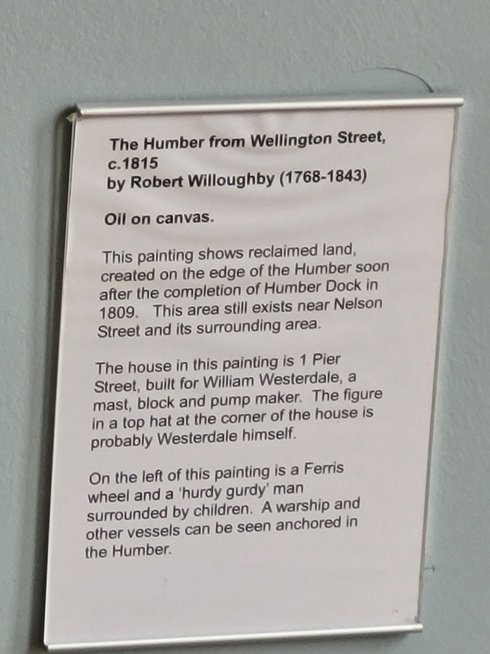 The Humber from Wellington Street,
c.1815
by Robert Willoughby (1768-1843)
Oil on canvas.
This painting shows reclaimed land,
created on the edge of the Humber soon
after the completion of Humber Dock in
1809. This area still exists near Nelson
Street and its surrounding area.
The house in this painting is 1 Pier
Street, built for William Westerdale, a
mast, block and pump maker. The figure
in a top hat at the corner of the house is
probably Westerdale himself.
On the left of this painting is a Ferris
wheel and a 'hurdy gurdy' man
surrounded by children. A warship and
other vessels can be seen anchored in
the Humber.